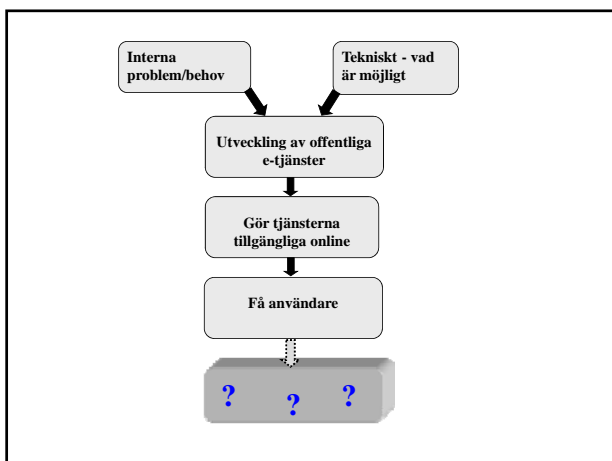 Interna
problem/behov
Tekniskt - vad
är möjligt
Utveckling av offentliga
e-tjänster
Gör tjänsterna
tillgängliga online
Få användare
? ? ?